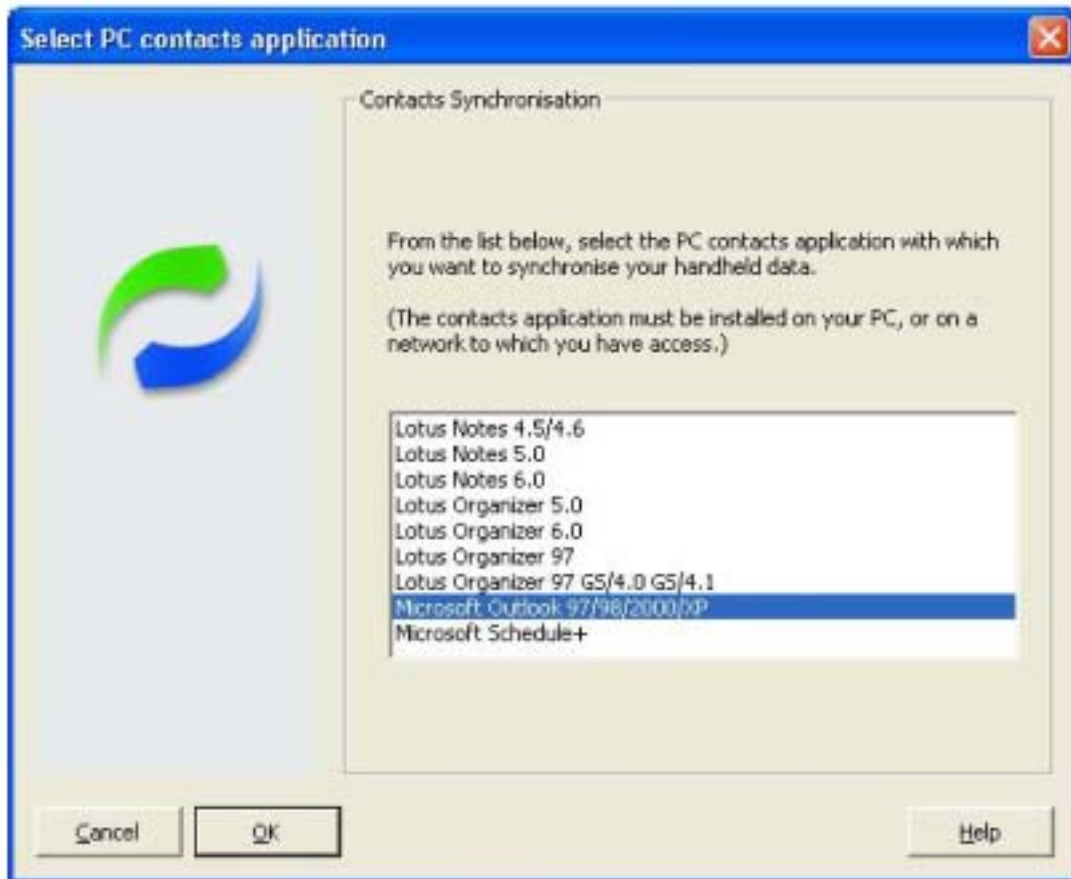 Select PC contacts application
Contacts Synchronisation
From the list below, select the PC contacts application with which
you want to synchronise your handheld data.
(The contacts application must be installed on your PC, or on a
network to which you have access.)
Lotus Notes 4.5/4.6
Lotus Notes 5.0
Lotus Notes 6.0
Lotus Organizer 5.0
Lotus Organizer 6.0
Lotus Organizer 97
Lotus Organizer 97 GS/4.0 GS/4.1
Microsoft Outlook 97/98/2000/XP
Microsoft Schedule+
Cancel
OK
Help